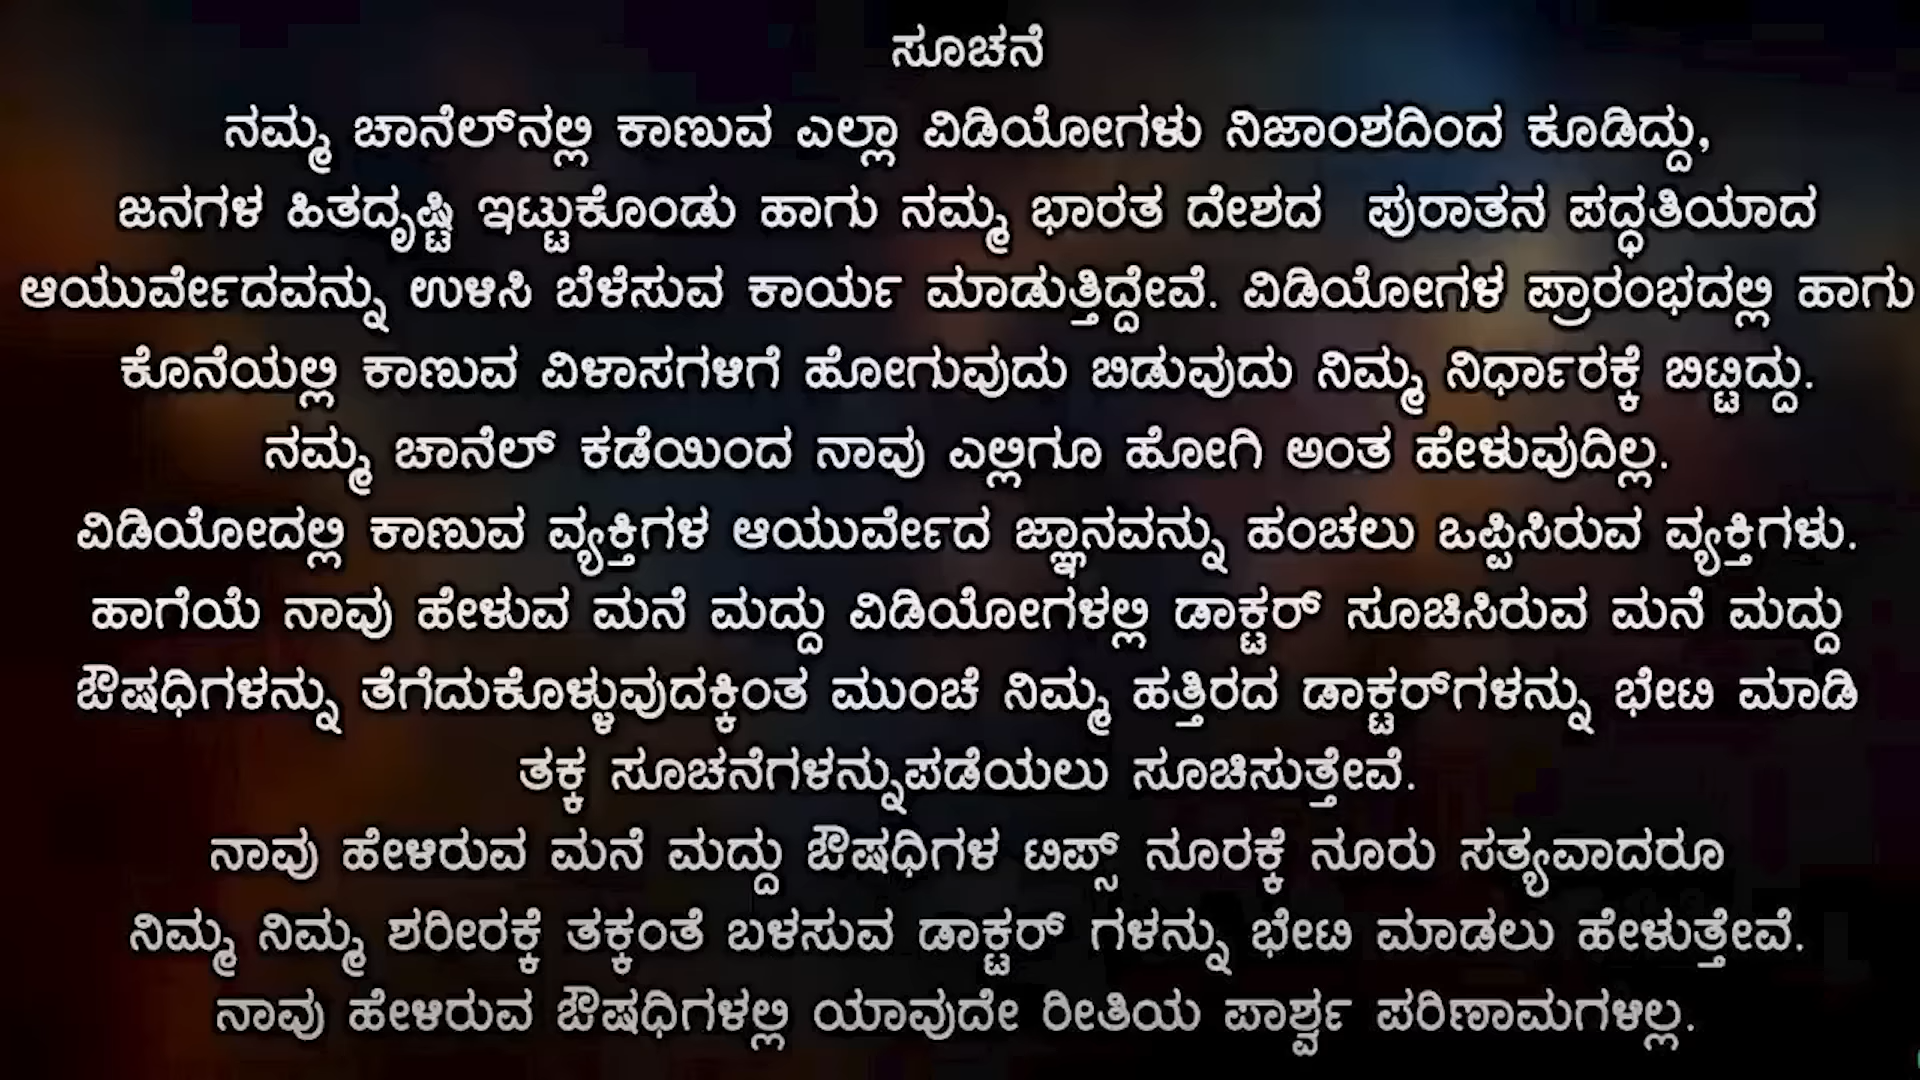 ಸೂಚನೆ
ನಮ್ಮ ಚಾನೆಲ್‌ನಲ್ಲಿ ಕಾಣುವ ಎಲ್ಲಾ ವಿಡಿಯೋಗಳು ನಿಜಾಂಶದಿಂದ ಕೂಡಿದ್ದು,
ಜನಗಳ ಹಿತದೃಷ್ಟಿ ಇಟ್ಟುಕೊಂಡು ಹಾಗು ನಮ್ಮ ಭಾರತ ದೇಶದ ಪುರಾತನ ಪದ್ಧತಿಯಾದ
ಆಯುರ್ವೇದವನ್ನು ಉಳಿಸಿ ಬೆಳೆಸುವ ಕಾರ್ಯ ಮಾಡುತ್ತಿದ್ದೇವೆ. ವಿಡಿಯೋಗಳ ಪ್ರಾರಂಭದಲ್ಲಿ ಹಾಗು
ಕೊನೆಯಲ್ಲಿ ಕಾಣುವ ವಿಳಾಸಗಳಿಗೆ ಹೋಗುವುದು ಬಿಡುವುದು ನಿಮ್ಮ ನಿರ್ಧಾರಕ್ಕೆ ಬಿಟ್ಟಿದ್ದು.
ನಮ್ಮ ಚಾನೆಲ್ ಕಡೆಯಿಂದ ನಾವು ಎಲ್ಲಿಗೂ ಹೋಗಿ ಅಂತ ಹೇಳುವುದಿಲ್ಲ.
ವಿಡಿಯೋದಲ್ಲಿ ಕಾಣುವ ವ್ಯಕ್ತಿಗಳ ಆಯುರ್ವೇದ ಜ್ಞಾನವನ್ನು ಹಂಚಲು ಒಪ್ಪಿಸಿರುವ ವ್ಯಕ್ತಿಗಳು.
ಹಾಗೆಯೆ ನಾವು ಹೇಳುವ ಮನೆ ಮದ್ದು ವಿಡಿಯೋಗಳಲ್ಲಿ ಡಾಕ್ಟರ್ ಸೂಚಿಸಿರುವ ಮನೆ ಮದ್ದು
ಔಷಧಿಗಳನ್ನು ತೆಗೆದುಕೊಳ್ಳುವುದಕ್ಕಿಂತ ಮುಂಚೆ ನಿಮ್ಮ ಹತ್ತಿರದ ಡಾಕ್ಟರ್‌ಗಳನ್ನು ಭೇಟಿ ಮಾಡಿ
ತಕ್ಕ ಸೂಚನೆಗಳನ್ನುಪಡೆಯಲು ಸೂಚಿಸುತ್ತೇವೆ.
ನಾವು ಹೇಳಿರುವ ಮನೆ ಮದ್ದು ಔಷಧಿಗಳ ಟಿಪ್ಸ್ ನೂರಕ್ಕೆ ನೂರು ಸತ್ಯವಾದರೂ
ನಿಮ್ಮ ನಿಮ್ಮ ಶರೀರಕ್ಕೆ ತಕ್ಕಂತೆ ಬಳಸುವ ಡಾಕ್ಟರ್ ಗಳನ್ನು ಭೇಟಿ ಮಾಡಲು ಹೇಳುತ್ತೇವೆ.
ನಾವು ಹೇಳಿರುವ ಔಷಧಿಗಳಲ್ಲಿ ಯಾವುದೇ ರೀತಿಯ ಪಾರ್ಶ್ವ ಪರಿಣಾಮಗಳಿಲ್ಲ.